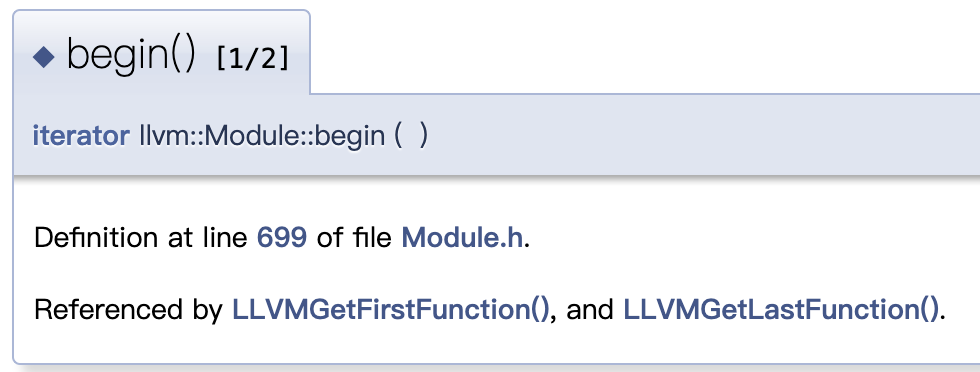 ◆ begin() [1/2]
iterator llvm::Module::begin ( )
Definition at line 699 of file Module.h.
Referenced by LLVMGetFirstFunction(), and LLVMGetLastFunction().